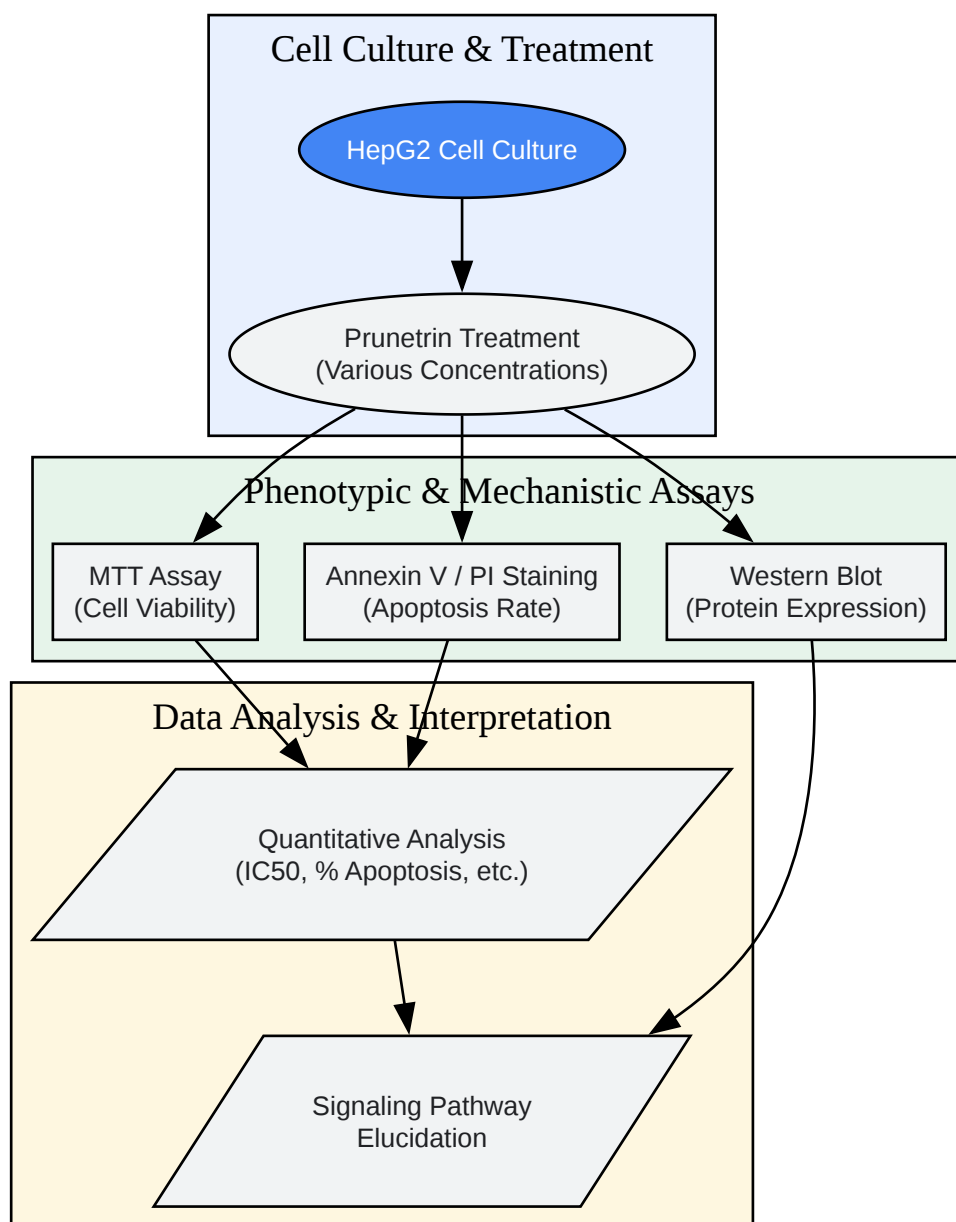 Cell Culture & Treatment
HepG2 Cell Culture
Prunetrin Treatment
(Various Concentrations)
Phenotypic & Mechanistic Assays
MTT Assay
(Cell Viability)
Annexin V / PI Staining
(Apoptosis Rate)
Western Blot
(Protein Expression)
Data Analysis & Interpretation
Quantitative Analysis
(IC50, % Apoptosis, etc.)
Signaling Pathway
Elucidation